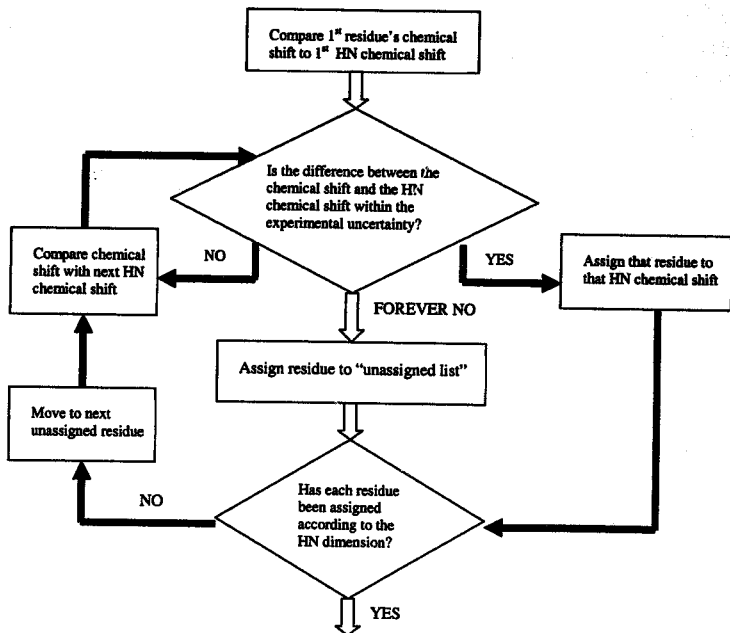 Compare 1st residue's chemical
shift to 1st HN chemical shift
Is the difference between the
chemical shift and the HN
chemical shift within the
experimental uncertainty?
NO
YES
Compare chemical
shift with next HN
chemical shift
Assign that residue to
that HN chemical shift
FOREVER NO
Assign residue to "unassigned list"
Move to next
unassigned residue
NO
Has each residue
been assigned
according to the
HN dimension?
YES